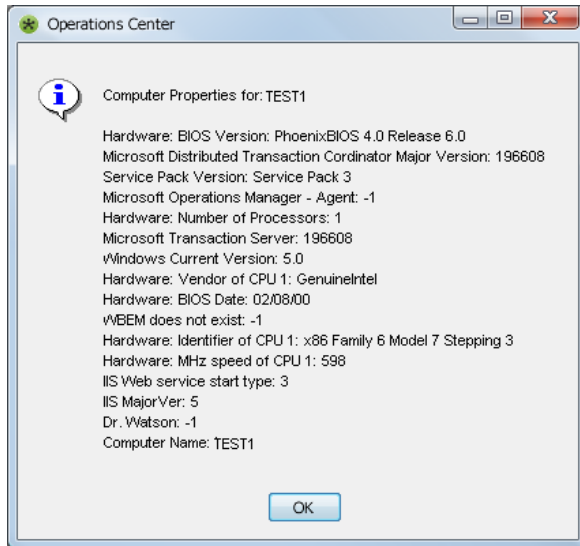 Operations Center
Computer Properties for: TEST1
Hardware: BIOS Version: PhoenixBIOS 4.0 Release 6.0
Microsoft Distributed Transaction Cordinator Major Version: 196608
Service Pack Version: Service Pack 3
Microsoft Operations Manager - Agent: -1
Hardware: Number of Processors: 1
Microsoft Transaction Server: 196608
Windows Current Version: 5.0
Hardware: Vendor of CPU 1: GenuineIntel
Hardware: BIOS Date: 02/08/00
WBEM does not exist: -1
Hardware: Identifier of CPU 1: x86 Family 6 Model 7 Stepping 3
Hardware: MHz speed of CPU 1: 598
IIS Web service start type: 3
IIS MajorVer: 5
Dr. Watson: -1
Computer Name: TEST1
OK